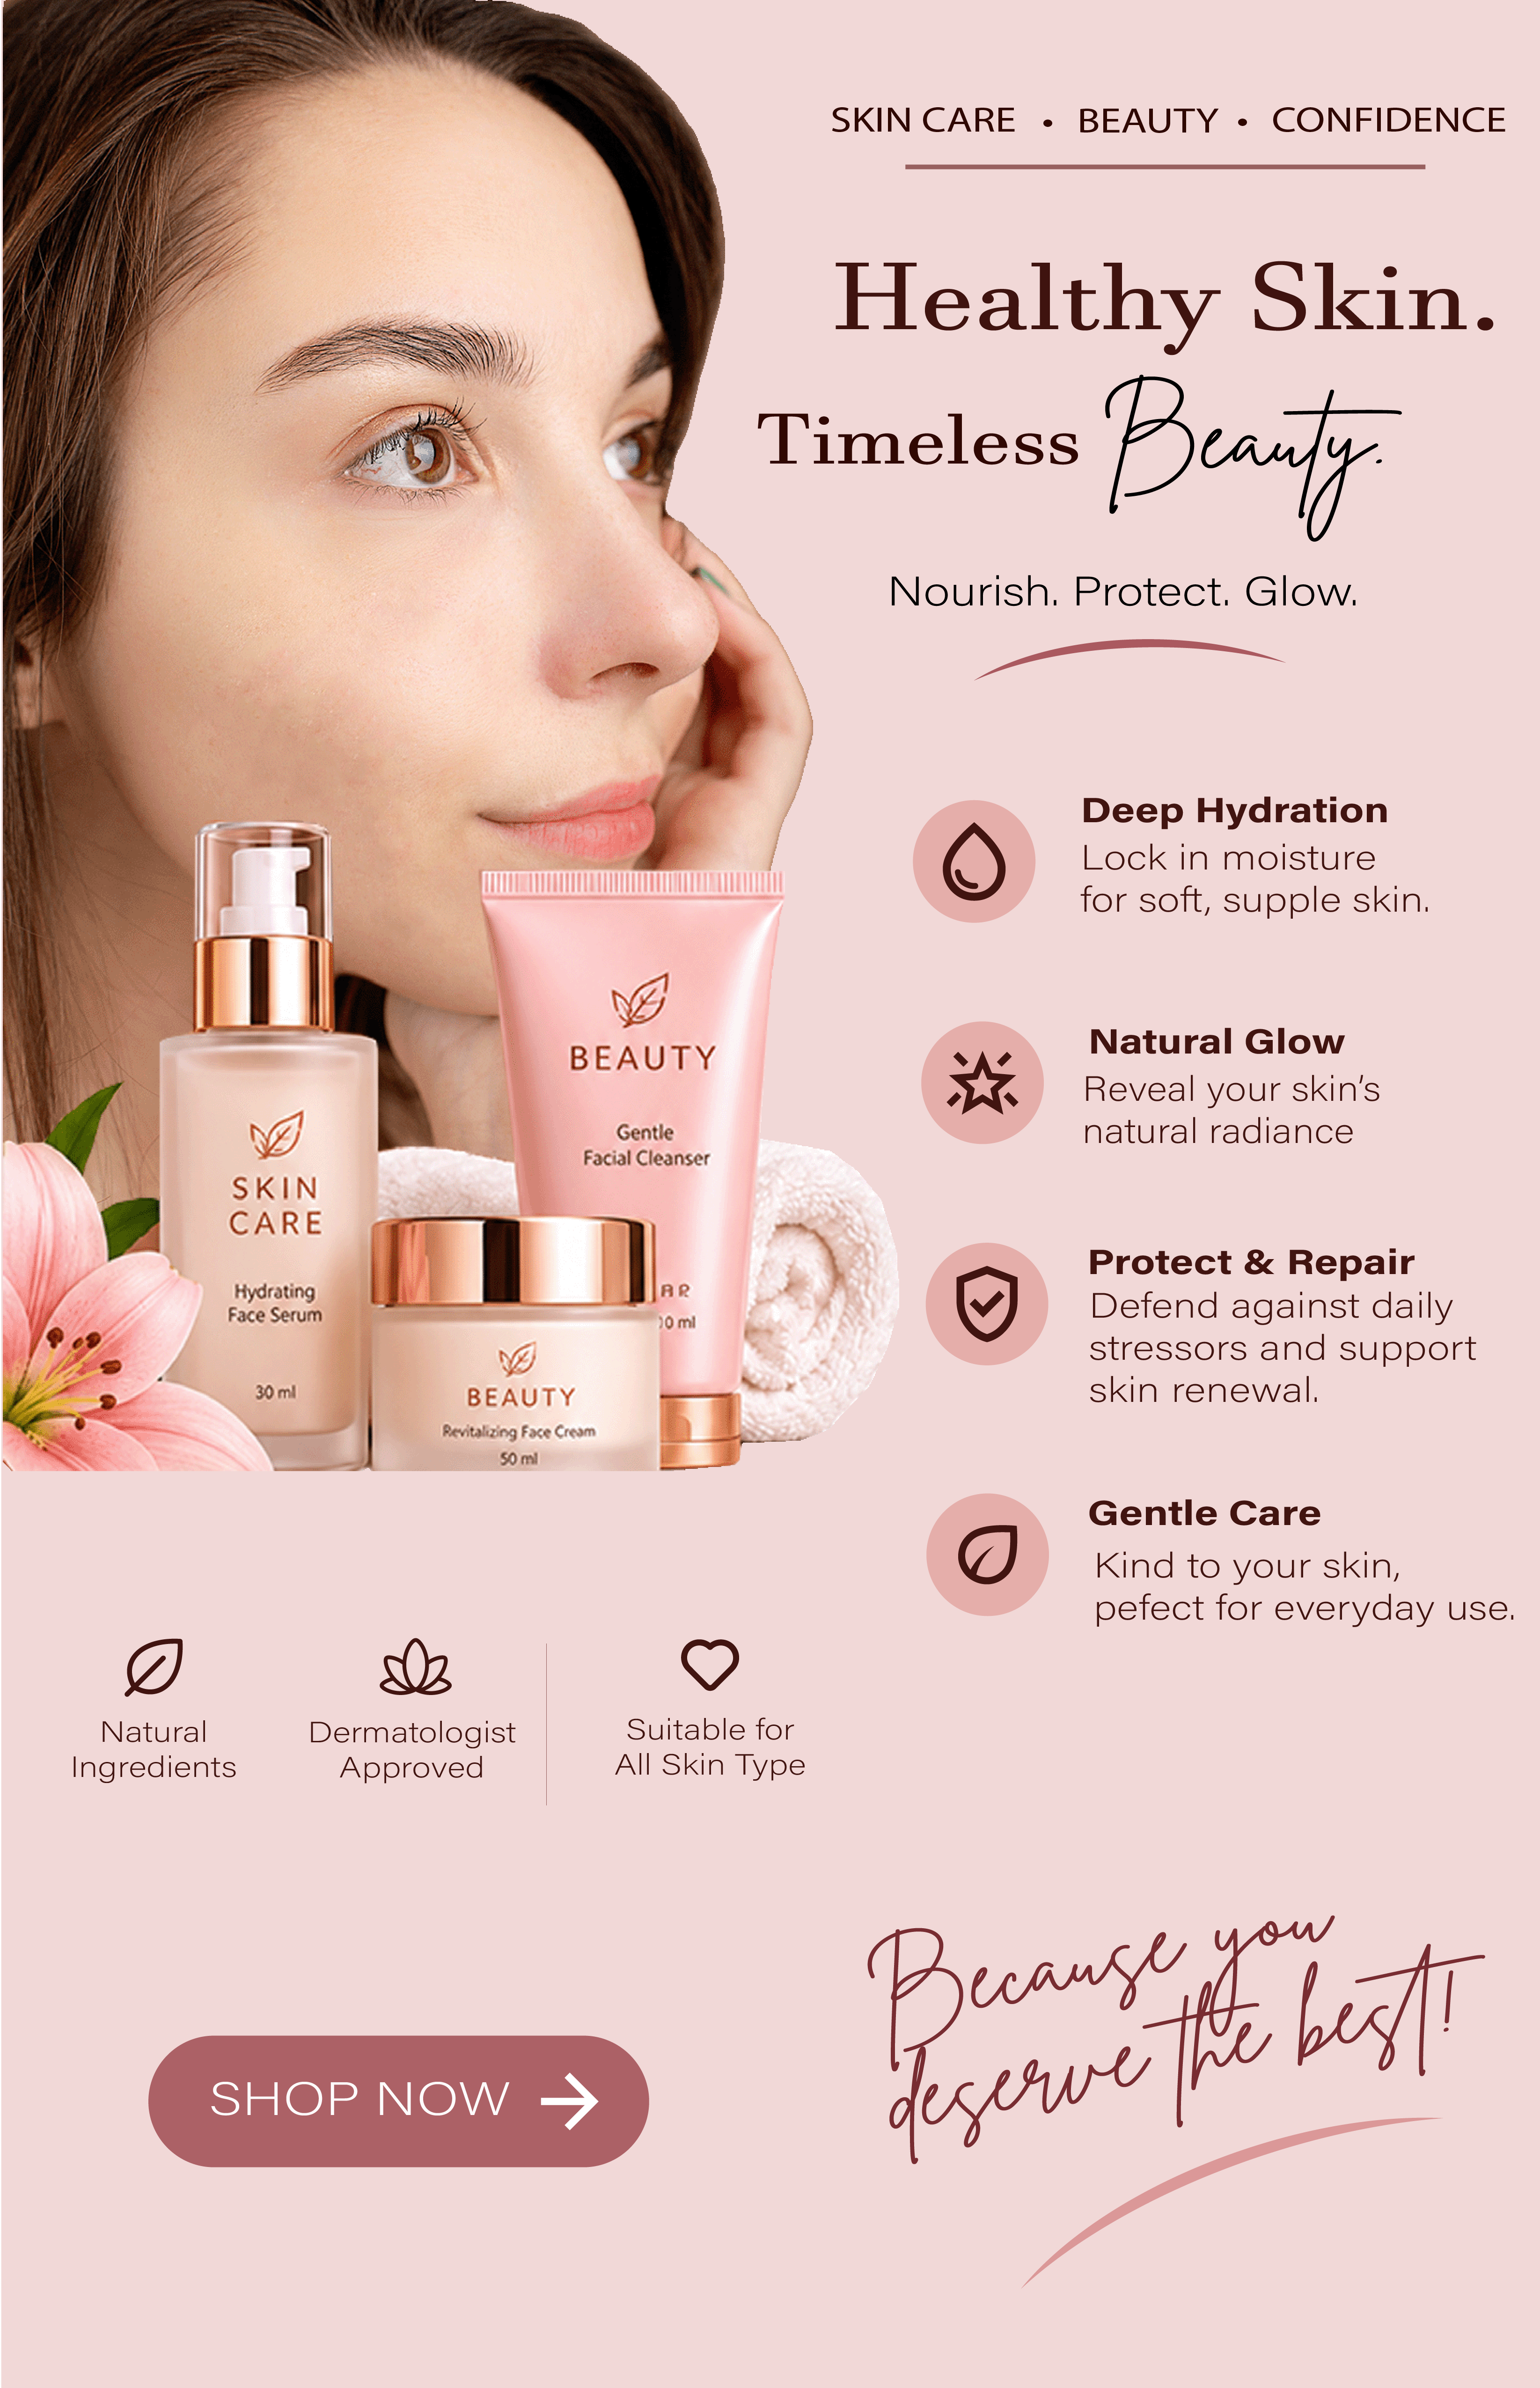 SKIN CARE • BEAUTY • CONFIDENCE
Healthy Skin.
Timeless Beauty.
Nourish. Protect. Glow.
Deep Hydration
Lock in moisture
for soft, supple skin.
Natural Glow
Reveal your skin's
natural radiance
Protect & Repair
Defend against daily
stressors and support
skin renewal.
Gentle Care
Kind to your skin,
pefect for everyday use.
SKIN
CARE
Hydrating
Face Serum
30 ml
BEAUTY
Gentle
Facial Cleanser
BEAUTY
Revitalizing Face Cream
50 ml
Natural
Ingredients
Dermatologist
Approved
Suitable for
All Skin Type
SHOP NOW
Because you
deserve the best!